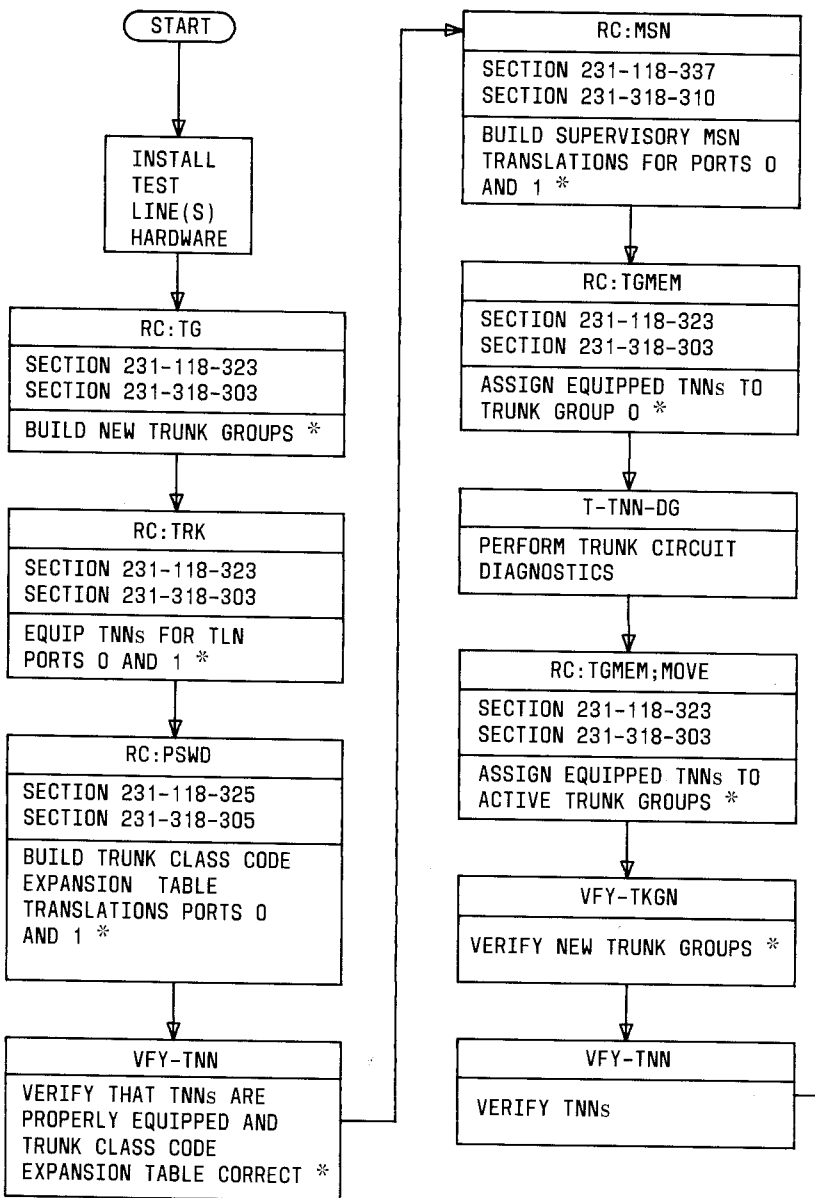 START
INSTALL
TEST
LINE(S)
HARDWARE
RC:TG
SECTION 231-118-323
SECTION 231-318-303
BUILD NEW TRUNK GROUPS *
RC:TRK
SECTION 231-118-323
SECTION 231-318-303
EQUIP TNNs FOR TLN
PORTS 0 AND 1 *
RC:PSWD
SECTION 231-118-325
SECTION 231-318-305
BUILD TRUNK CLASS CODE
EXPANSION TABLE
TRANSLATIONS PORTS 0
AND 1 *
VFY-TNN
VERIFY THAT TNNs ARE
PROPERLY EQUIPPED AND
TRUNK CLASS CODE
EXPANSION TABLE CORRECT *
RC:MSN
SECTION 231-118-337
SECTION 231-318-310
BUILD SUPERVISORY MSN
TRANSLATIONS FOR PORTS 0
AND 1 *
RC:TGMEM
SECTION 231-118-323
SECTION 231-318-303
ASSIGN EQUIPPED TNNs TO
TRUNK GROUP 0 *
T-TNN-DG
PERFORM TRUNK CIRCUIT
DIAGNOSTICS
RC:TGMEM;MOVE
SECTION 231-118-323
SECTION 231-318-303
ASSIGN EQUIPPED TNNs TO
ACTIVE TRUNK GROUPS *
VFY-TKGN
VERIFY NEW TRUNK GROUPS *
VFY-TNN
VERIFY TNNs